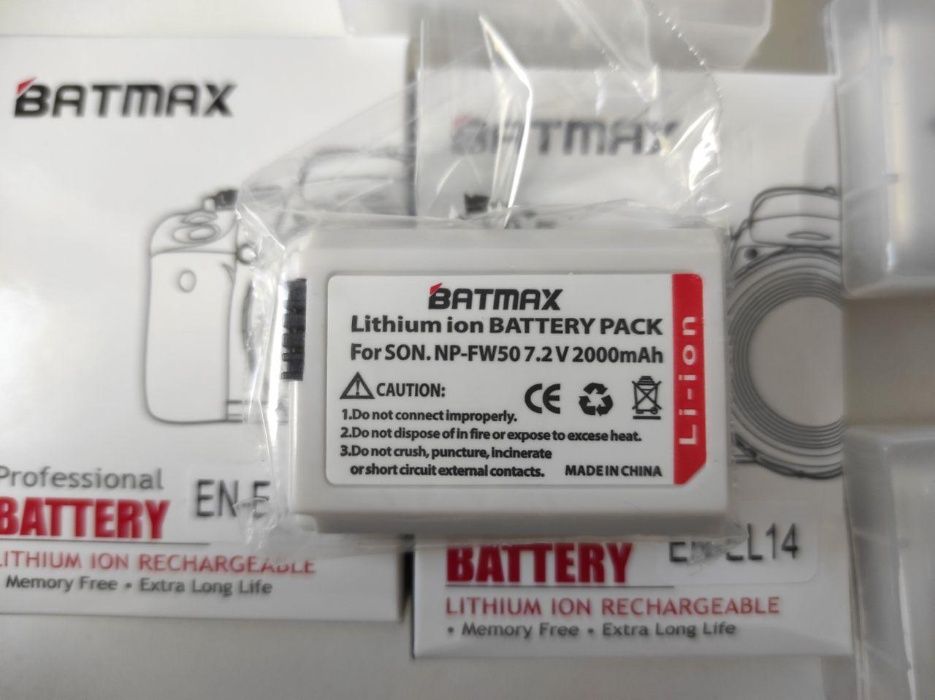 BATMAX
BATMAX
BATMAX
Lithium ion BATTERY PACK
For SON. NP-FW50 7.2V 2000mAh
CAUTION:
CE
1.Do not connect improperly.
2.Do not dispose of in fire or expose to excese heat.
3.Do not crush, puncture, incinerate
or short circuit external contacts.
MADE IN CHINA
Li-ion
Professional
BATTERY
LITHIUM ION RECHARGEABLE
Memory Free • Extra Long Life
BATTERY
LITHIUM ION RECHARGEABLE
• Memory Free • Extra Long Life